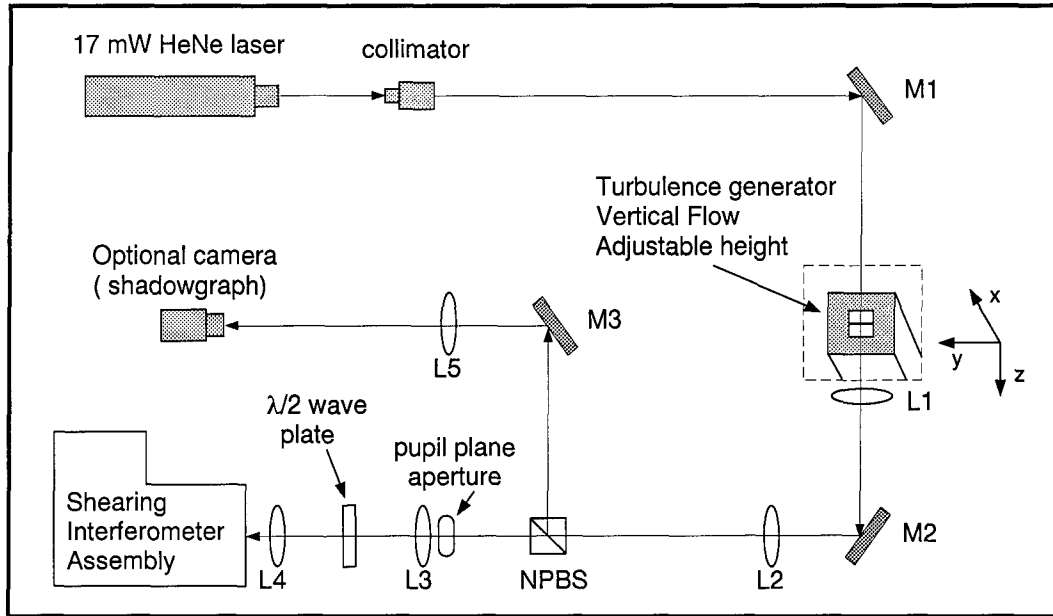 17 mW HeNe laser
collimator
M1
Turbulence generator
Vertical Flow
Adjustable height
Optional camera
( shadowgraph)
M3
x
y
z
L5
L1
λ/2 wave
plate
pupil plane
aperture
Shearing
Interferometer
Assembly
L4
L3
NPBS
L2
M2